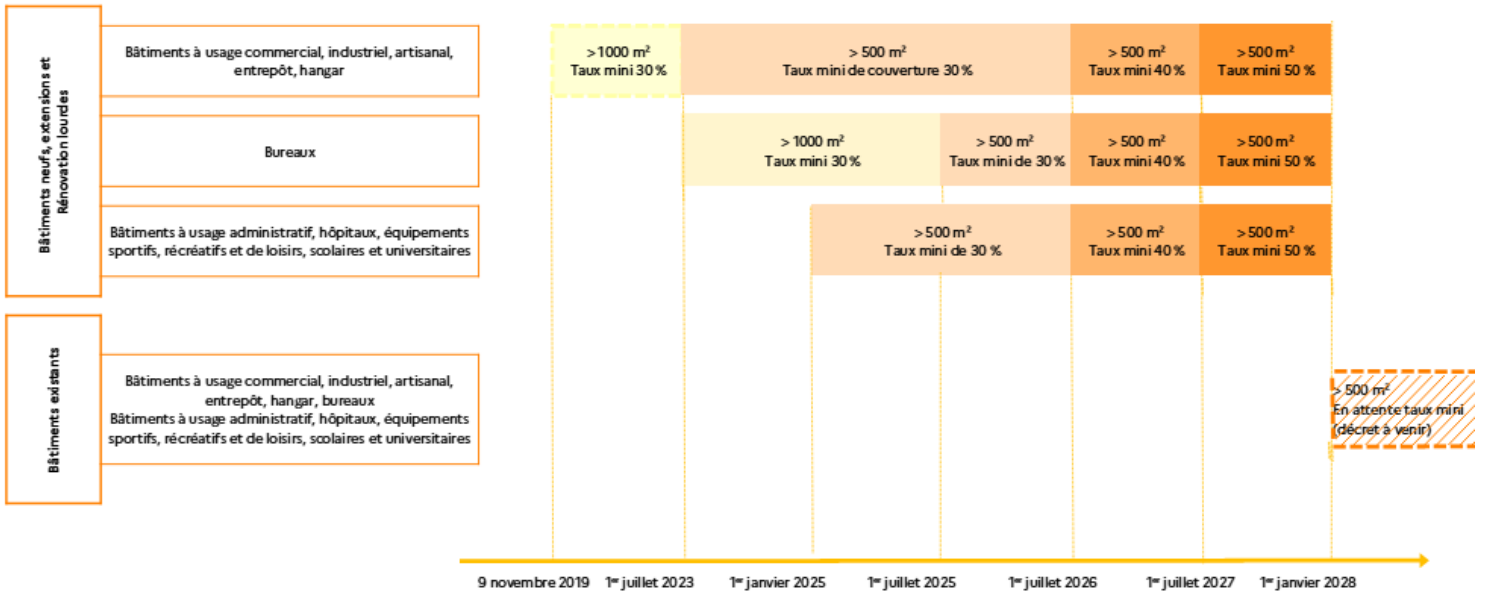 Bâtiments neufs, extensions et
Rénovation lourdes
Bâtiments à usage commercial, industriel, artisanal,
entrepôt, hangar
>1000 m²
Taux mini 30 %
> 500 m²
Taux mini de couverture 30 %
> 500 m²
Taux mini 40 %
> 500 m²
Taux mini 50 %
Bureaux
> 1000 m²
Taux mini 30 %
> 500 m²
Taux mini de 30 %
> 500 m²
Taux mini 40 %
> 500 m²
Taux mini 50 %
Bâtiments à usage administratif, hôpitaux, équipements
sportifs, récréatifs et de loisirs, scolaires et universitaires
> 500 m²
Taux mini de 30 %
> 500 m²
Taux mini 40 %
> 500 m²
Taux mini 50 %
Bâtiments existants
Bâtiments à usage commercial, industriel, artisanal,
entrepôt, hangar, bureaux
Bâtiments à usage administratif, hôpitaux, équipements
sportifs, récréatifs et de loisirs, scolaires et universitaires
> 500 m²
En attente taux mini
(décret à venir)
9 novembre 2019
1er juillet 2023
1er janvier 2025
1er juillet 2025
1er juillet 2026
1er juillet 2027
1er janvier 2028